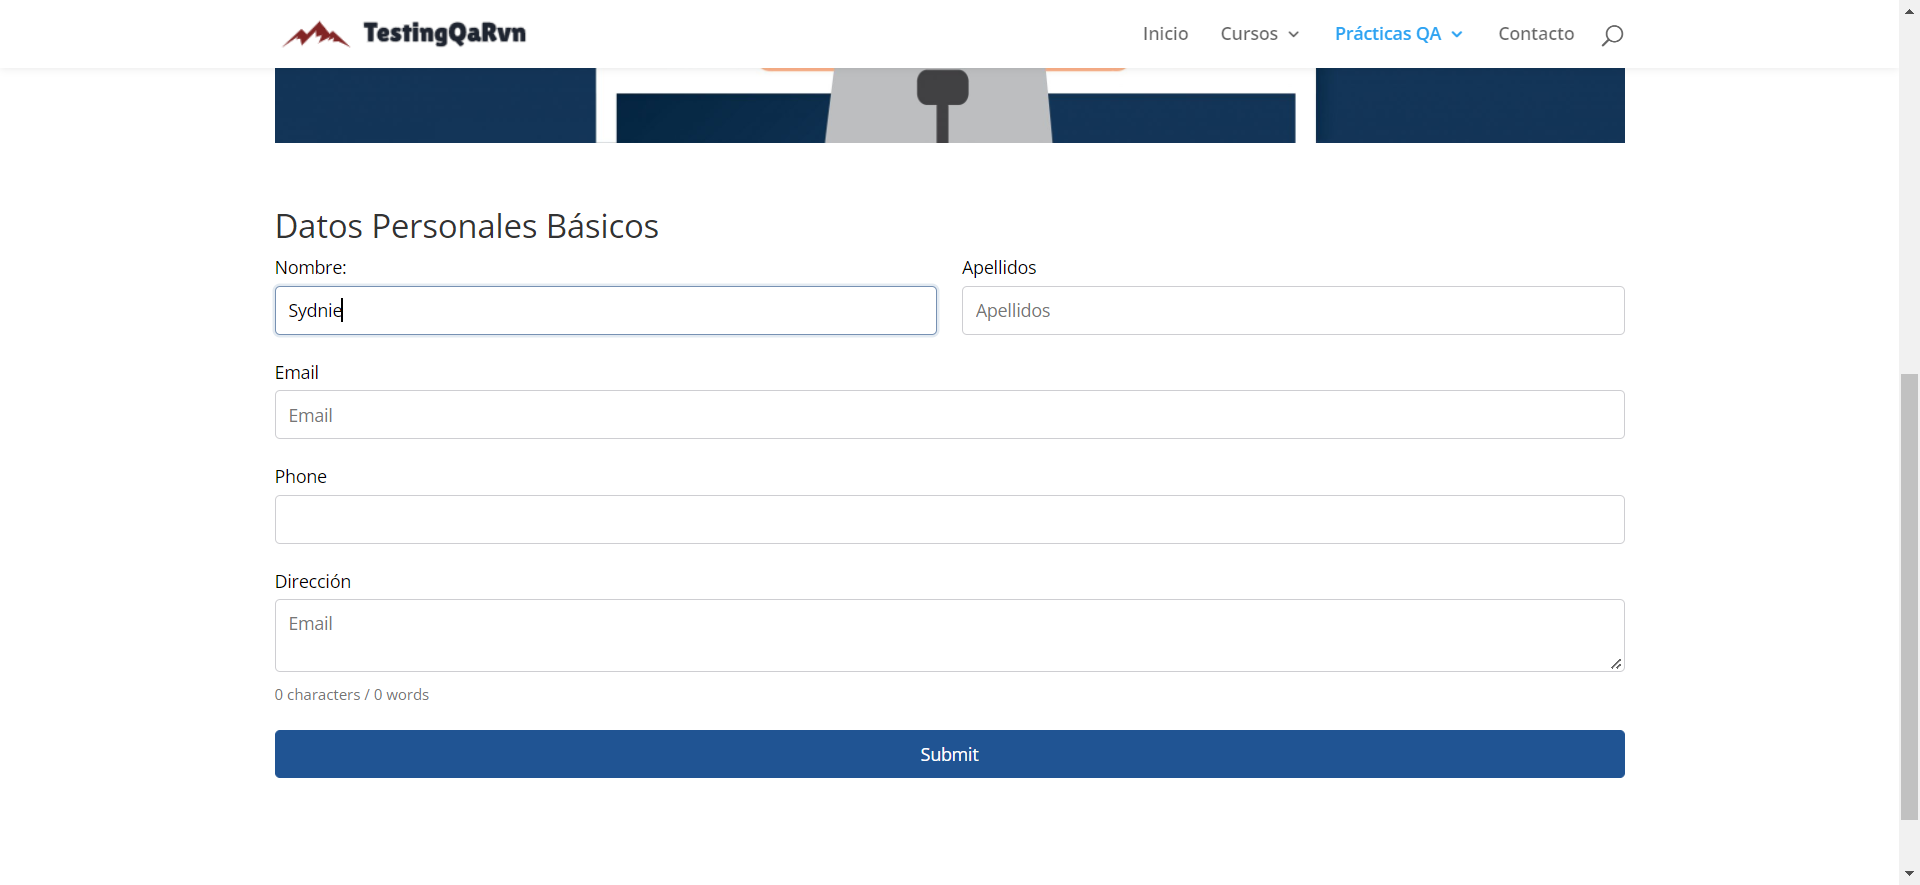 TestingQaRvn
Inicio Cursos Prácticas QA Contacto
Datos Personales Básicos
Nombre: Apellidos
Sydnie Apellidos
Email
Email
Phone
Dirección
Email
0 characters / 0 words
Submit